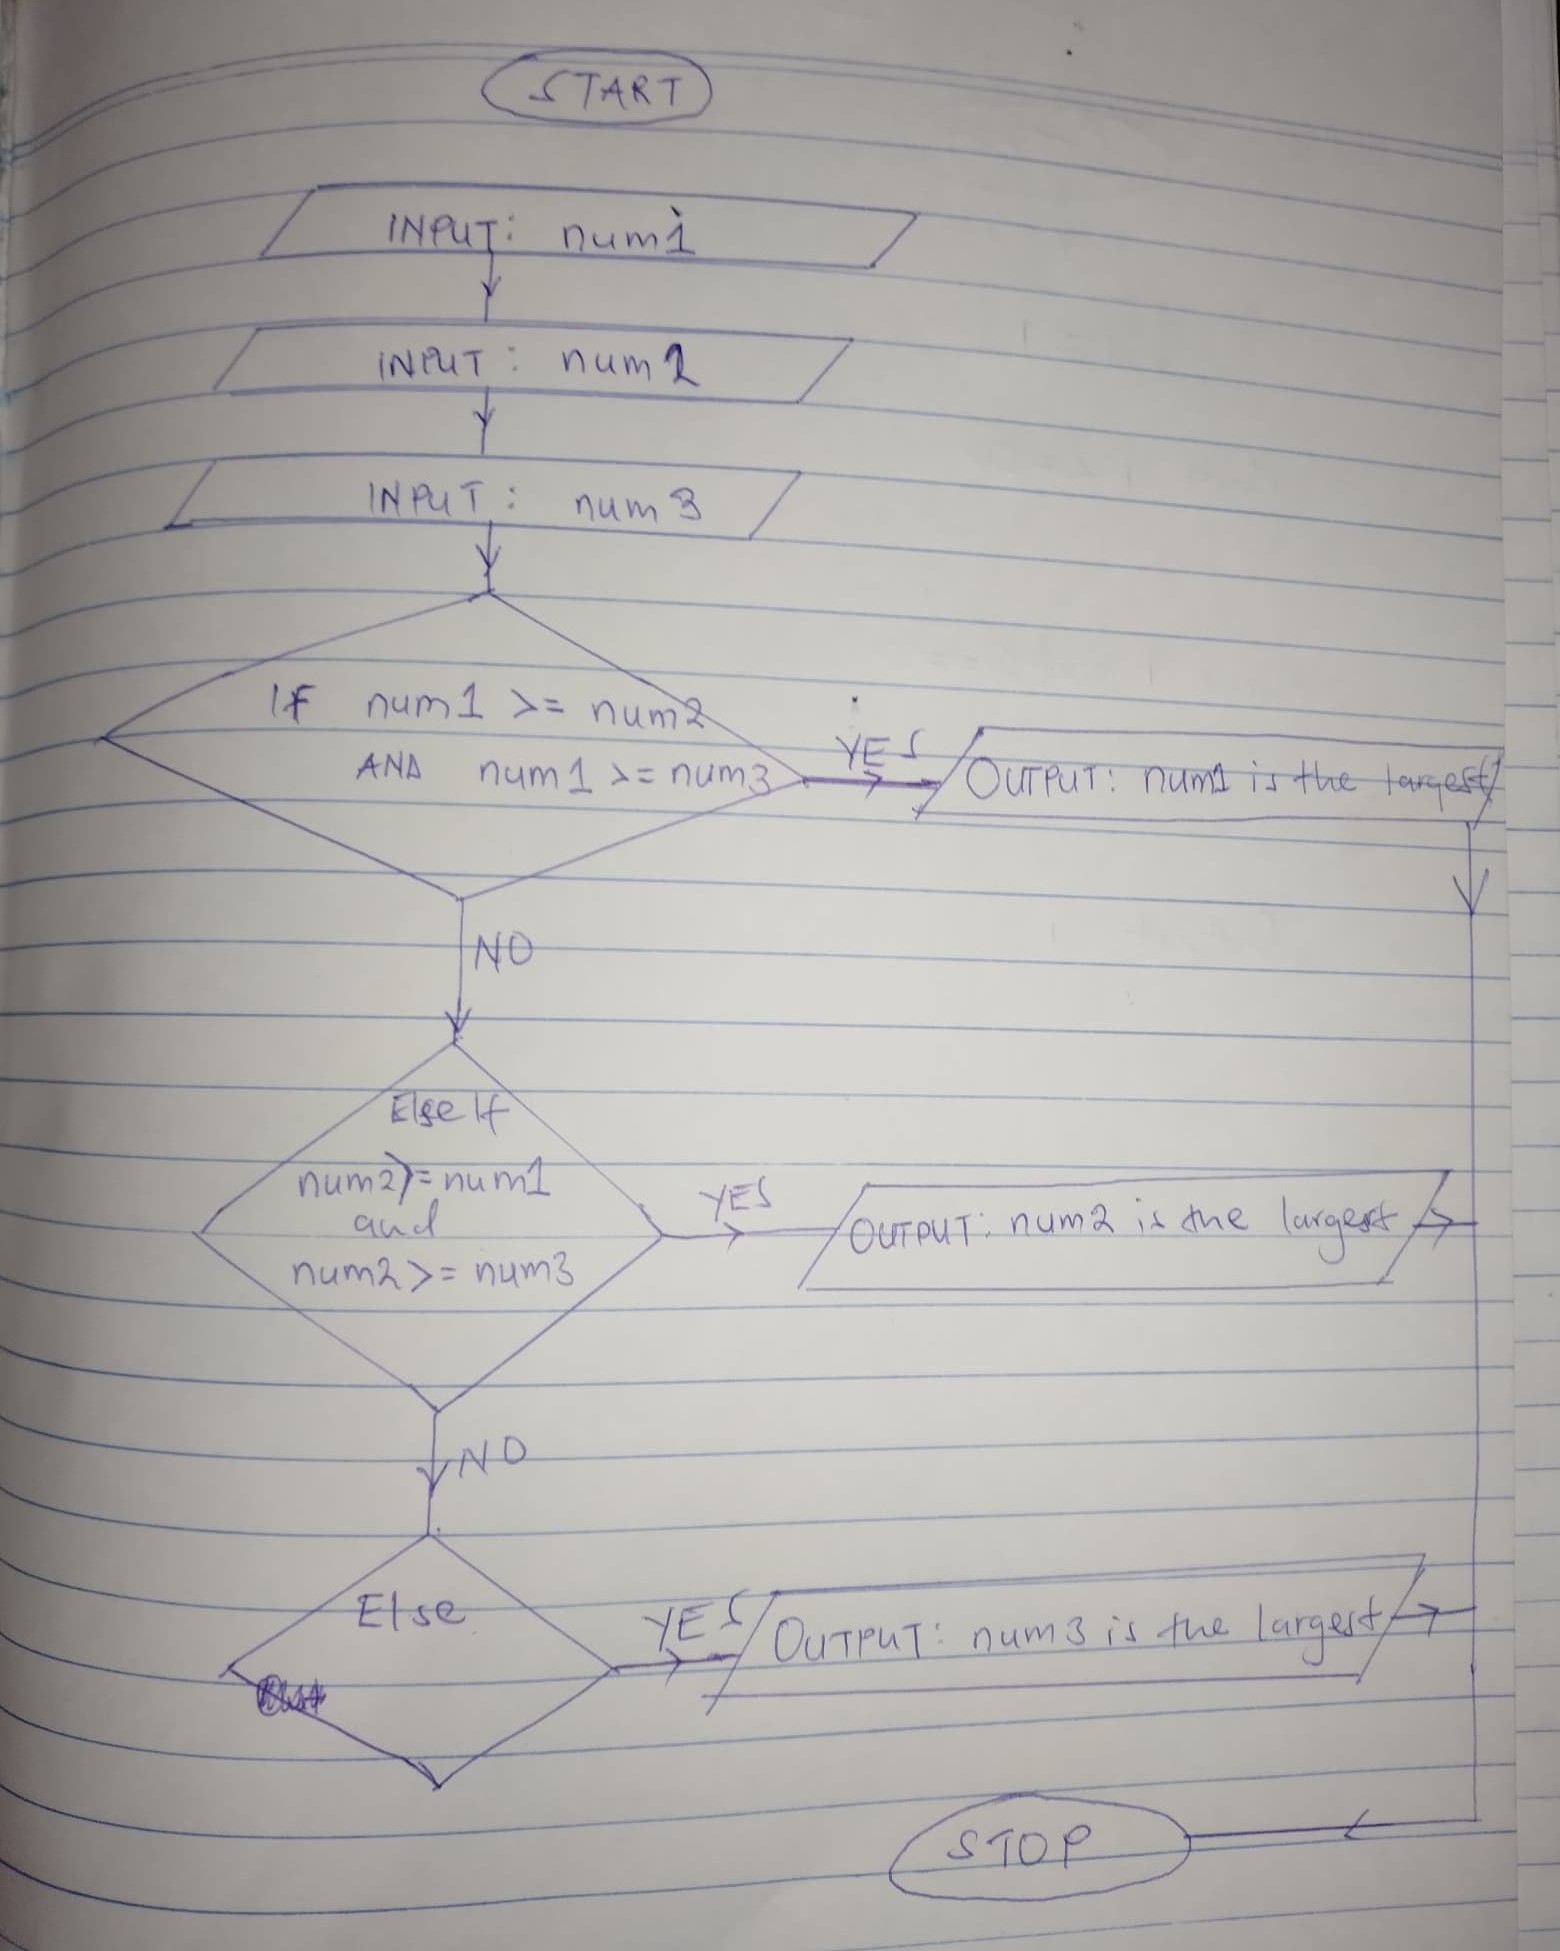 START
INPUT: num1
INPUT: num2
INPUT: num3
If num1 >= num2
AND num1 >= num3
YES
OUTPUT: num1 is the largest
NO
Else If
num2 >= num1
and
num2 >= num3
YES
OUTPUT: num2 is the largest
NO
Else
YES
OUTPUT: num3 is the largest
STOP